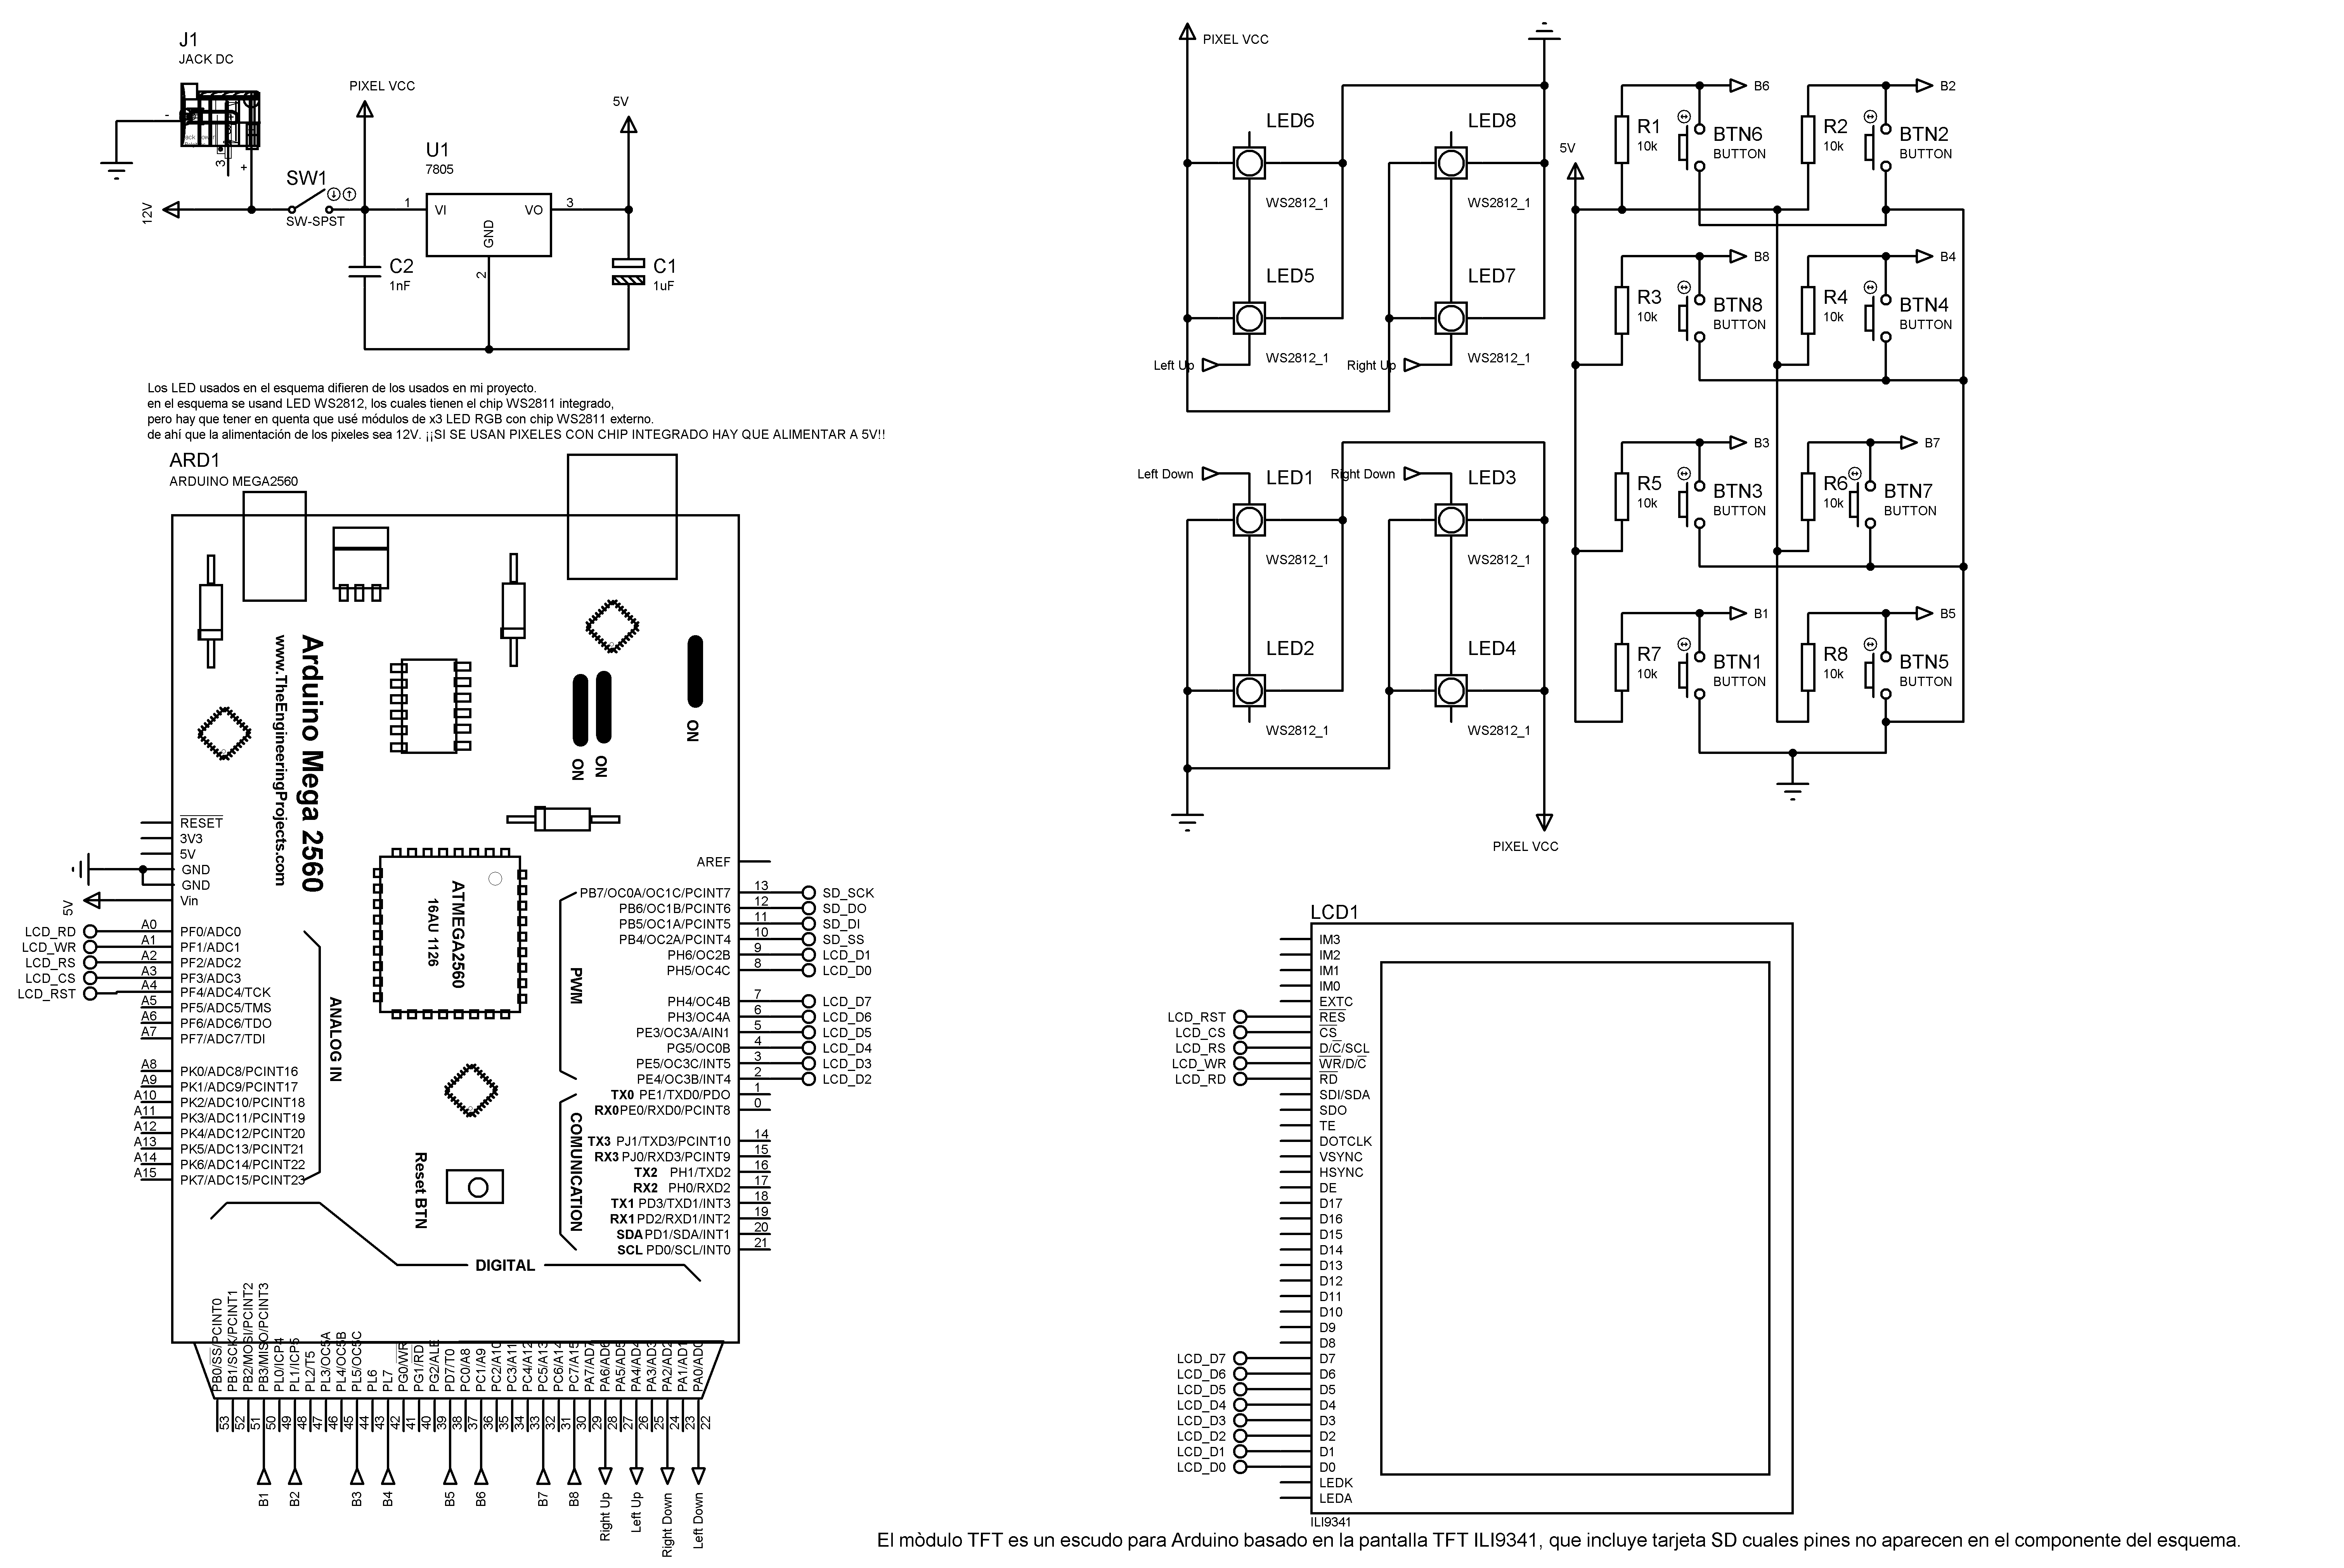 J1
JACK DC
-
3
+
12V
SW1
SW-SPST
PIXEL VCC
U1
7805
1
VI
VO
3
GND
2
5V
C2
1nF
C1
1uF
Los LED usados en el esquema difieren de los usados en mi proyecto.
en el esquema se usand LED WS2812, los cuales tienen el chip WS2811 integrado,
pero hay que tener en quenta que usé módulos de x3 LED RGB con chip WS2811 externo.
de ahí que la alimentación de los pixeles sea 12V. ¡¡SI SE USAN PIXELES CON CHIP INTEGRADO HAY QUE ALIMENTAR A 5V!!
ARD1
ARDUINO MEGA2560
Arduino Mega 2560
www.TheEngineeringProjects.com
ON
ON
ON
ATMEGA2560
16AU 1126
RESET
3V3
5V
GND
GND
Vin
5V
LCD_RD A0 PF0/ADC0
LCD_WR A1 PF1/ADC1
LCD_RS A2 PF2/ADC2
LCD_CS A3 PF3/ADC3
LCD_RST A4 PF4/ADC4/TCK
A5 PF5/ADC5/TMS
A6 PF6/ADC6/TDO
A7 PF7/ADC7/TDI
A8 PK0/ADC8/PCINT16
A9 PK1/ADC9/PCINT17
A10 PK2/ADC10/PCINT18
A11 PK3/ADC11/PCINT19
A12 PK4/ADC12/PCINT20
A13 PK5/ADC13/PCINT21
A14 PK6/ADC14/PCINT22
A15 PK7/ADC15/PCINT23
ANALOG IN
PWM
COMUNICATION
Reset BTN
DIGITAL
AREF
PB7/OC0A/OC1C/PCINT7 13 SD_SCK
PB6/OC1B/PCINT6 12 SD_DO
PB5/OC1A/PCINT5 11 SD_DI
PB4/OC2A/PCINT4 10 SD_SS
PH6/OC2B 9 LCD_D1
PH5/OC4C 8 LCD_D0
PH4/OC4B 7 LCD_D7
PH3/OC4A 6 LCD_D6
PE3/OC3A/AIN1 5 LCD_D5
PG5/OC0B 4 LCD_D4
PE5/OC3C/INT5 3 LCD_D3
PE4/OC3B/INT4 2 LCD_D2
TX0 PE1/TXD0/PDO 1
RX0 PE0/RXD0/PCINT8 0
TX3 PJ1/TXD3/PCINT10 14
RX3 PJ0/RXD3/PCINT9 15
TX2 PH1/TXD2 16
RX2 PH0/RXD2 17
TX1 PD3/TXD1/INT3 18
RX1 PD2/RXD1/INT2 19
SDA PD1/SDA/INT1 20
SCL PD0/SCL/INT0 21
PB0/SS/PCINT0 53
PB1/SCK/PCINT1 52
PB2/MOSI/PCINT2 51
PB3/MISO/PCINT3 50 B1
PL0/ICP4 49
PL1/ICP5 48 B2
PL2/T5 47
PL3/OC5A 46
PL4/OC5B 45
PL5/OC5C 44 B3
PL6 43
PL7 42 B4
PG0/WR 41
PG1/RD 40
PG2/ALE 39
PD7/T0 38 B5
PC0/A8 37
PC1/A9 36 B6
PC2/A10 35
PC3/A11 34
PC4/A12 33
PC5/A13 32 B7
PC6/A14 31
PC7/A15 30 B8
PA7/AD7 29
PA6/AD6 28 Right Up
PA5/AD5 27
PA4/AD4 26 Left Up
PA3/AD3 25
PA2/AD2 24 Right Down
PA1/AD1 23
PA0/AD0 22 Left Down
PIXEL VCC
LED6
WS2812_1
LED8
WS2812_1
LED5
WS2812_1
LED7
WS2812_1
Left Up
Right Up
Left Down
LED1
WS2812_1
Right Down
LED3
WS2812_1
LED2
WS2812_1
LED4
WS2812_1
PIXEL VCC
5V
R1
10k
BTN6
BUTTON
B6
R2
10k
BTN2
BUTTON
B2
R3
10k
BTN8
BUTTON
B8
R4
10k
BTN4
BUTTON
B4
R5
10k
BTN3
BUTTON
B3
R6
10k
BTN7
BUTTON
B7
R7
10k
BTN1
BUTTON
B1
R8
10k
BTN5
BUTTON
B5
LCD1
IM3
IM2
IM1
IM0
EXTC
LCD_RST RES
LCD_CS CS
LCD_RS D/C/SCL
LCD_WR WR/D/C
LCD_RD RD
SDI/SDA
SDO
TE
DOTCLK
VSYNC
HSYNC
DE
D17
D16
D15
D14
D13
D12
D11
D10
D9
D8
LCD_D7 D7
LCD_D6 D6
LCD_D5 D5
LCD_D4 D4
LCD_D3 D3
LCD_D2 D2
LCD_D1 D1
LCD_D0 D0
LEDK
LEDA
ILI9341
El mòdulo TFT es un escudo para Arduino basado en la pantalla TFT ILI9341, que incluye tarjeta SD cuales pines no aparecen en el componente del esquema.